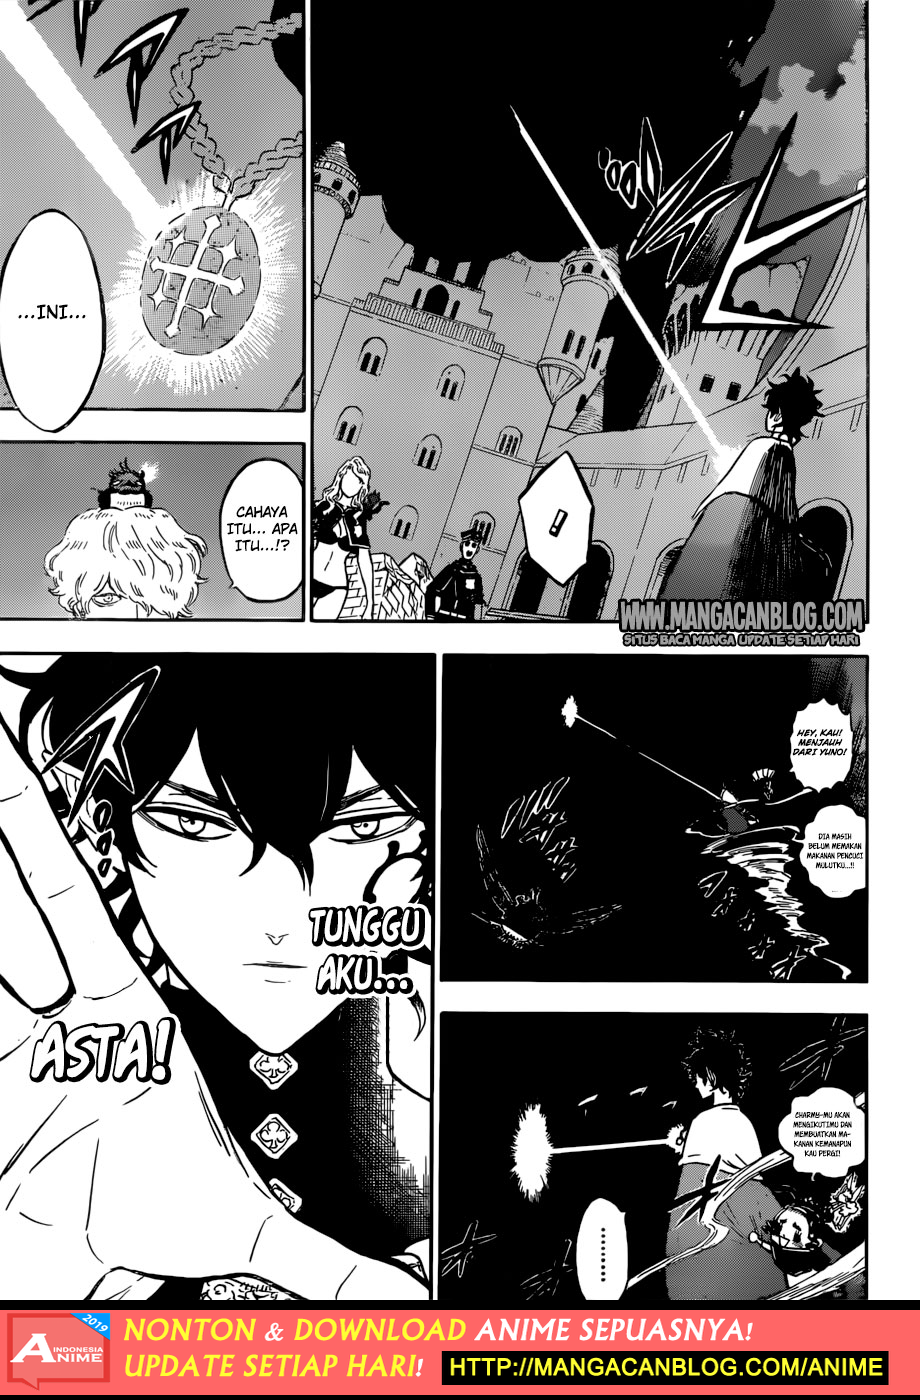 !
WWW.MANGACANBLOG.COM
SITUS BACA MANGA UPDATE SETIAP HARI
...INI...
CAHAYA
ITU... APA
ITU...!?
HEY, KAU!
MENJAUH
DARI YUNO!
DIA MASIH
BELUM MEMAKAN
MAKANAN PENCUCI
MULUTKU...!!
CHARMY-MU AKAN
MENGIKUTIMU DAN
MEMBUATKAN MA-
KANAN KEMANAPUN
KAU PERGI!
.........
TUNGGU
AKU...
ASTA!
2019
INDONESIA
ANIME
NONTON & DOWNLOAD ANIME SEPUASNYA!
UPDATE SETIAP HARI! HTTP://MANGACANBLOG.COM/ANIME